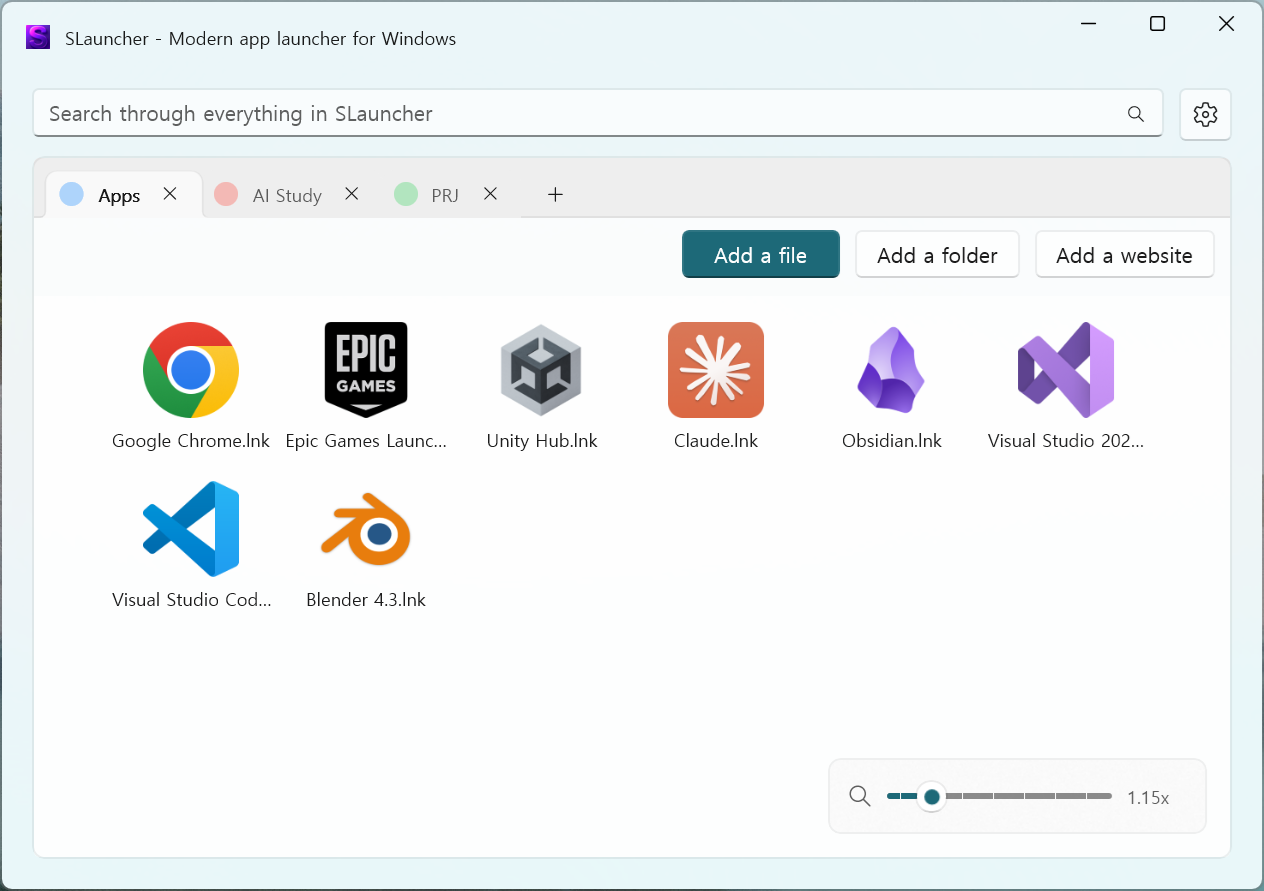 SLauncher - Modern app launcher for Windows
Search through everything in SLauncher
Apps AI Study PRJ
Add a file Add a folder Add a website
EPIC
GAMES
Google Chrome.lnk Epic Games Launc... Unity Hub.lnk Claude.lnk Obsidian.lnk Visual Studio 202...
Visual Studio Cod... Blender 4.3.lnk
1.15x